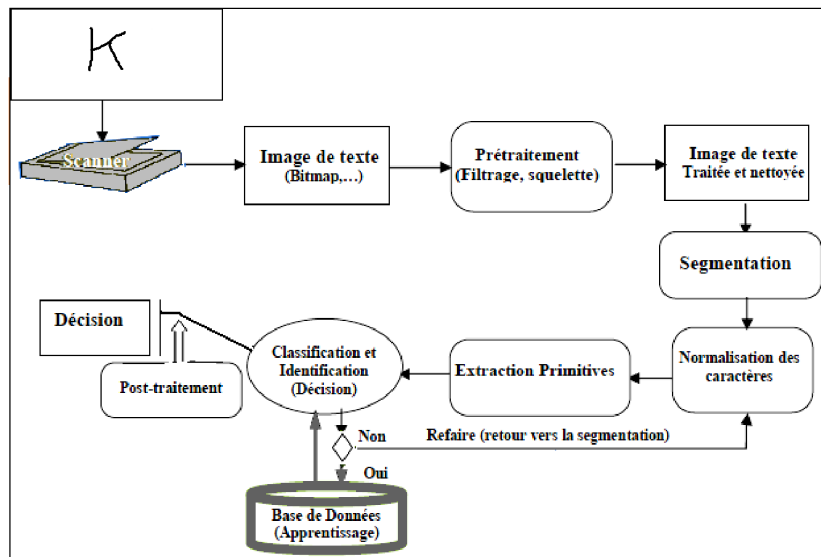 K
Scanner
Image de texte
(Bitmap,…)
Prétraitement
(Filtrage, squelette)
Image de texte
Traitée et nettoyée
Segmentation
Normalisation des
caractères
Extraction Primitives
Classification et
Identification
(Décision)
Décision
Post-traitement
Non
Refaire (retour vers la segmentation)
Oui
Base de Données
(Apprentissage)